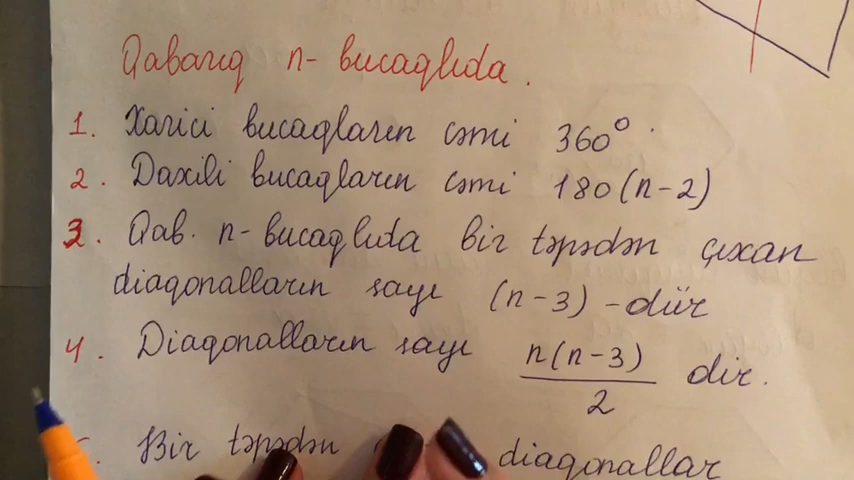 Qabarıq n-bucaqlıda.
1. Xarici bucaqların cəmi 360°.
2. Daxili bucaqların cəmi 180(n-2)
3. Qab. n-bucaqlıda bir təpədən çıxan
diaqonalların sayı (n-3)-dür
4. Diaqonalların sayı n(n-3)/2 dir.
Bir təpədən diaqonallar